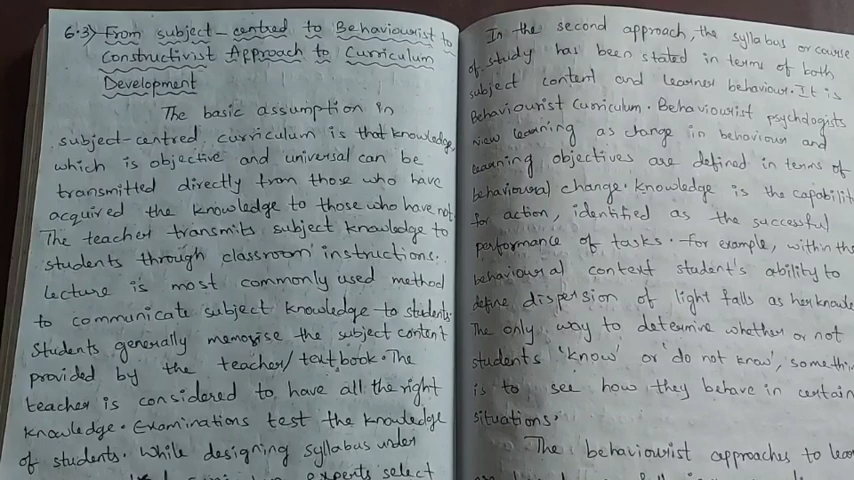 6.3) From subject-centred to Behaviourist to
Constructivist Approach to Curriculum
Development
The basic assumption in
subject-centred curriculum is that knowledge,
which is objective and universal can be
transmitted directly from those who have
acquired the knowledge to those who have not.
The teacher transmits subject knowledge to
students through classroom instructions.
Lecture is most commonly used method
to communicate subject knowledge to students.
Students generally memorise the subject content
provided by the teacher/textbook. The
teacher is considered to have all the right
knowledge. Examinations test the knowledge
of students. While designing syllabus under
experts select
In the second approach, the syllabus or course
of study has been stated in terms of both
subject content and learner behaviour. It is
Behaviourist curriculum. Behaviourist psychologists
view learning as change in behaviour and
learning objectives are defined in terms of
behavioural change. Knowledge is the capabilit
for action, identified as the successful
performance of tasks. For example, within the
behavioural context student's ability to
define dispersion of light falls as her knowle
The only way to determine whether or not
students 'know' or 'do not know', somethi
is to see how they behave in certain
situations.
The behaviourist approaches to lear